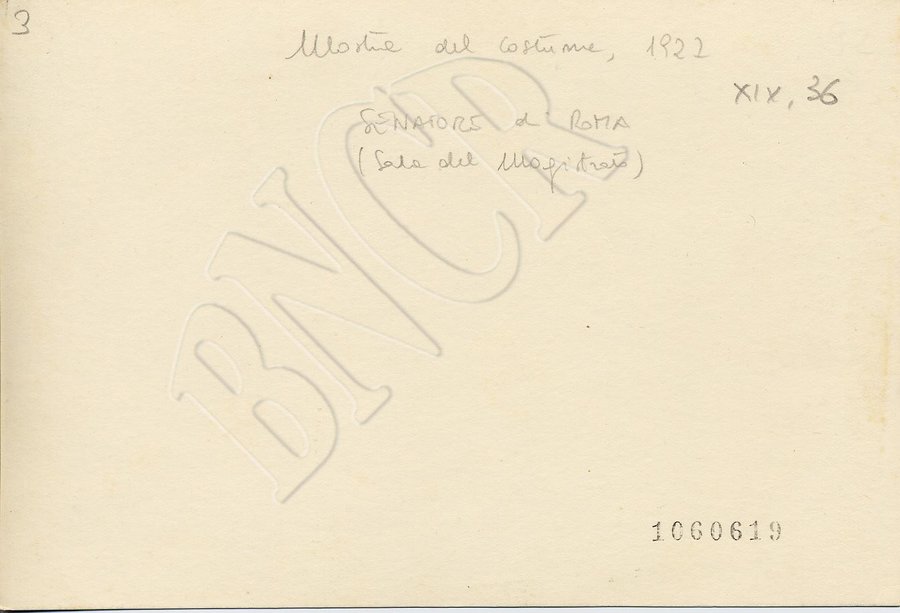 3
Mostra del costume, 1922
XIX, 36
SENATORE di ROMA
(Sala del Magistrato)
BNCR
1060619